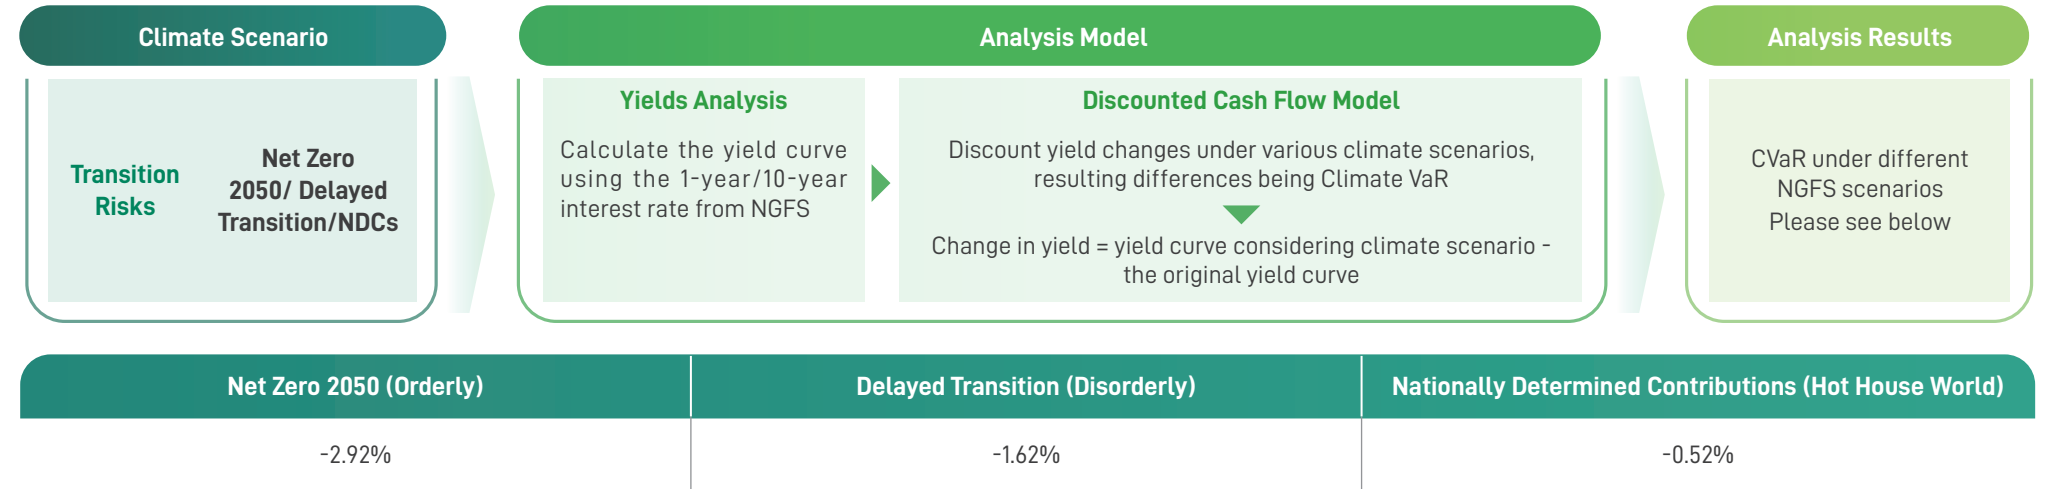 Climate Scenario
Analysis Model
Analysis Results
Transition
Risks
Net Zero
2050/ Delayed
Transition/NDCs
Yields Analysis
Calculate the yield curve
using the 1-year/10-year
interest rate from NGFS
Discounted Cash Flow Model
Discount yield changes under various climate scenarios,
resulting differences being Climate VaR
Change in yield = yield curve considering climate scenario -
the original yield curve
CVaR under different
NGFS scenarios
Please see below
Net Zero 2050 (Orderly)
Delayed Transition (Disorderly)
Nationally Determined Contributions (Hot House World)
-2.92%
-1.62%
-0.52%